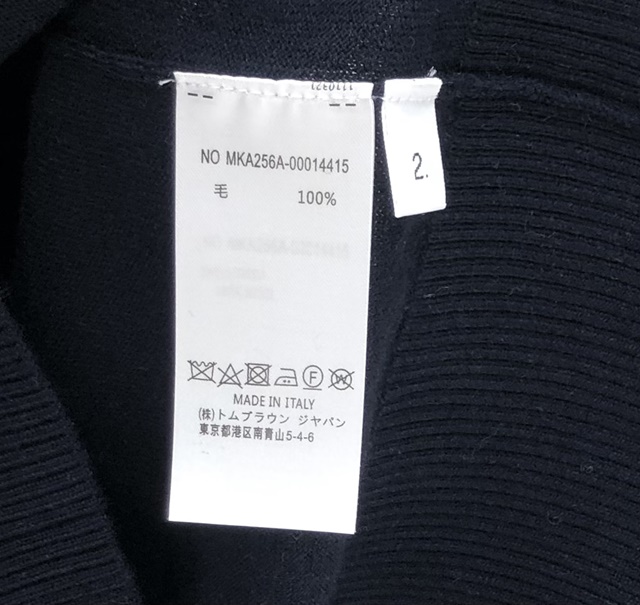 NO MKA256A-00014415
毛 100%
F W
MADE IN ITALY
(株)トムブラウン ジャパン
東京都港区南青山5-4-6
2.